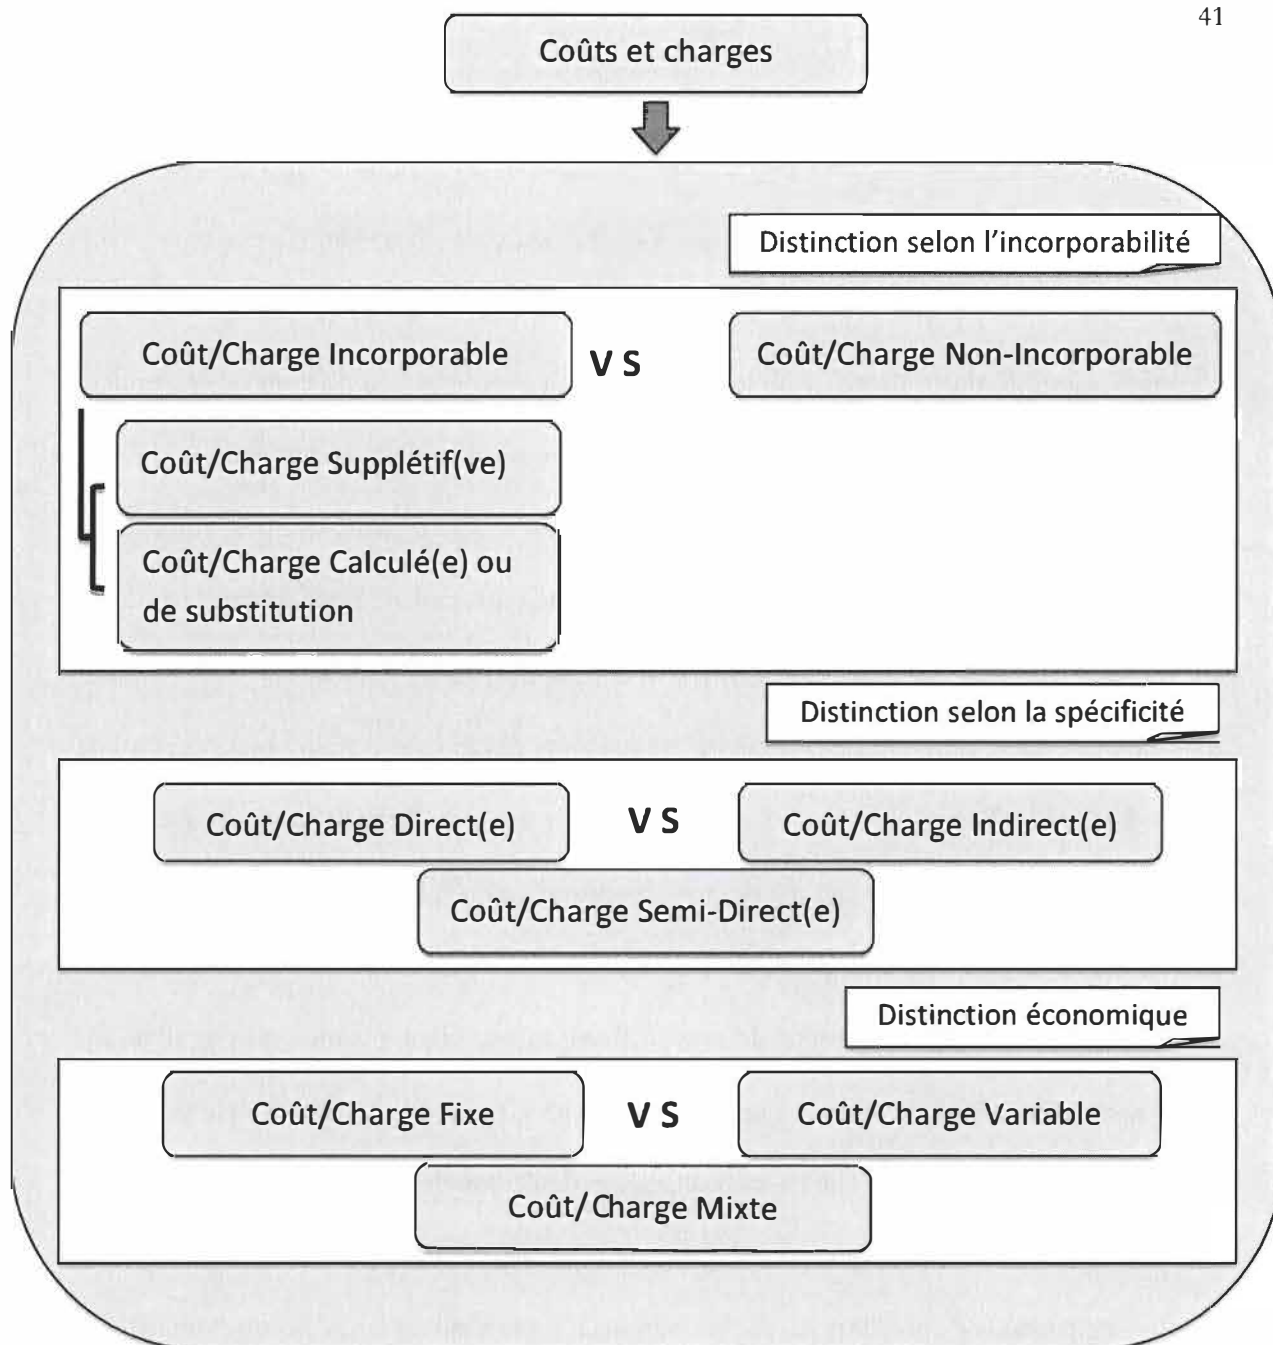 41
Coûts et charges
Distinction selon l'incorporabilité
Coût/Charge Incorporable
VS
Coût/Charge Non-Incorporable
Coût/Charge Supplétif(ve)
Coût/Charge Calculé(e) ou
de substitution
Distinction selon la spécificité
Coût/Charge Direct(e)
VS
Coût/Charge Indirect(e)
Coût/Charge Semi-Direct(e)
Distinction économique
Coût/Charge Fixe
VS
Coût/Charge Variable
Coût/Charge Mixte